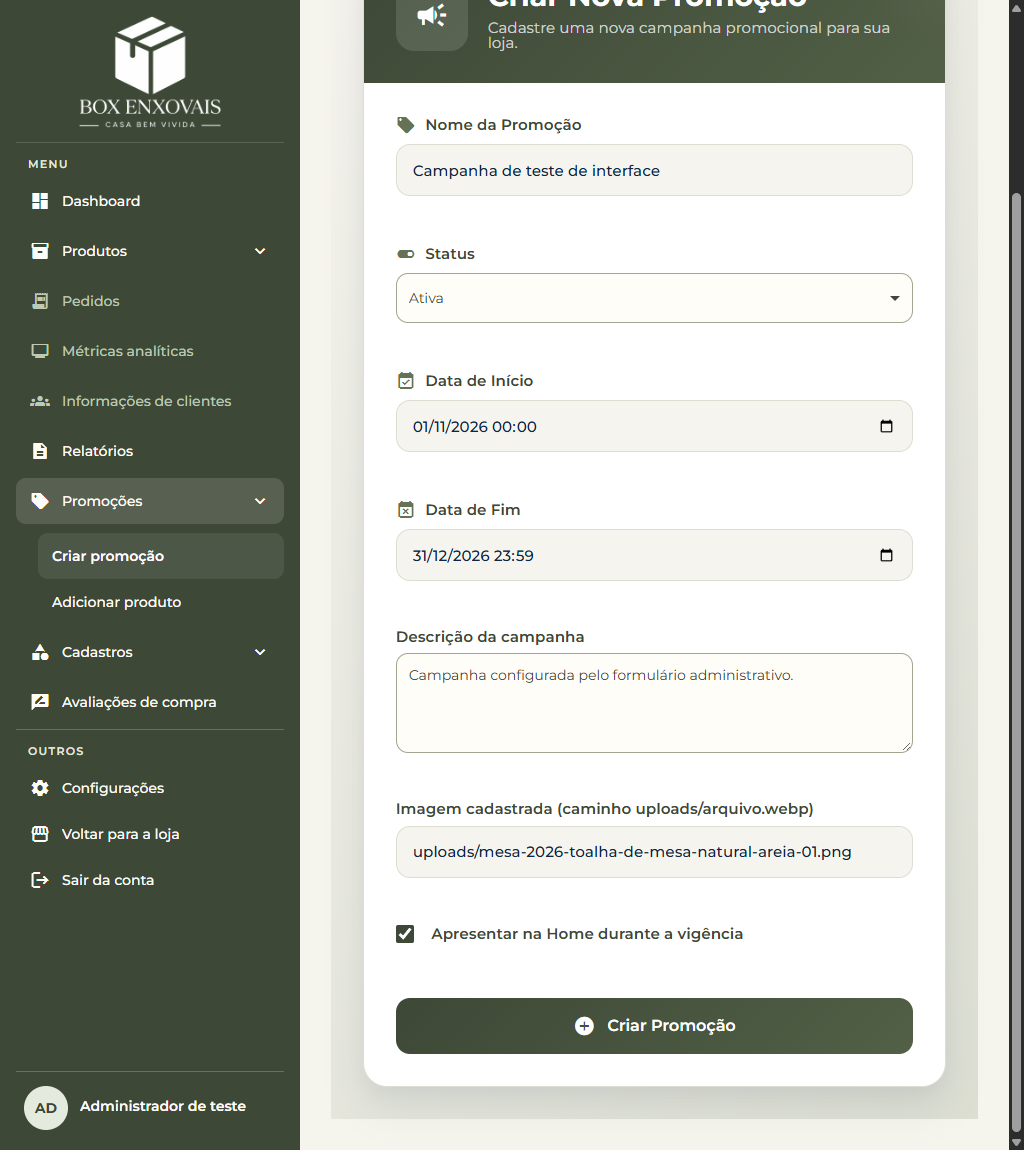 BOX ENXOVAIS
CASA BEM VIVIDA
MENU
Dashboard
Produtos
Pedidos
Métricas analíticas
Informações de clientes
Relatórios
Promoções
Criar promoção
Adicionar produto
Cadastros
Avaliações de compra
OUTROS
Configurações
Voltar para a loja
Sair da conta
AD
Administrador de teste
Criar Nova Promoção
Cadastre uma nova campanha promocional para sua
loja.
Nome da Promoção
Campanha de teste de interface
Status
Ativa
Data de Início
01/11/2026 00:00
Data de Fim
31/12/2026 23:59
Descrição da campanha
Campanha configurada pelo formulário administrativo.
Imagem cadastrada (caminho uploads/arquivo.webp)
uploads/mesa-2026-toalha-de-mesa-natural-areia-01.png
Apresentar na Home durante a vigência
Criar Promoção